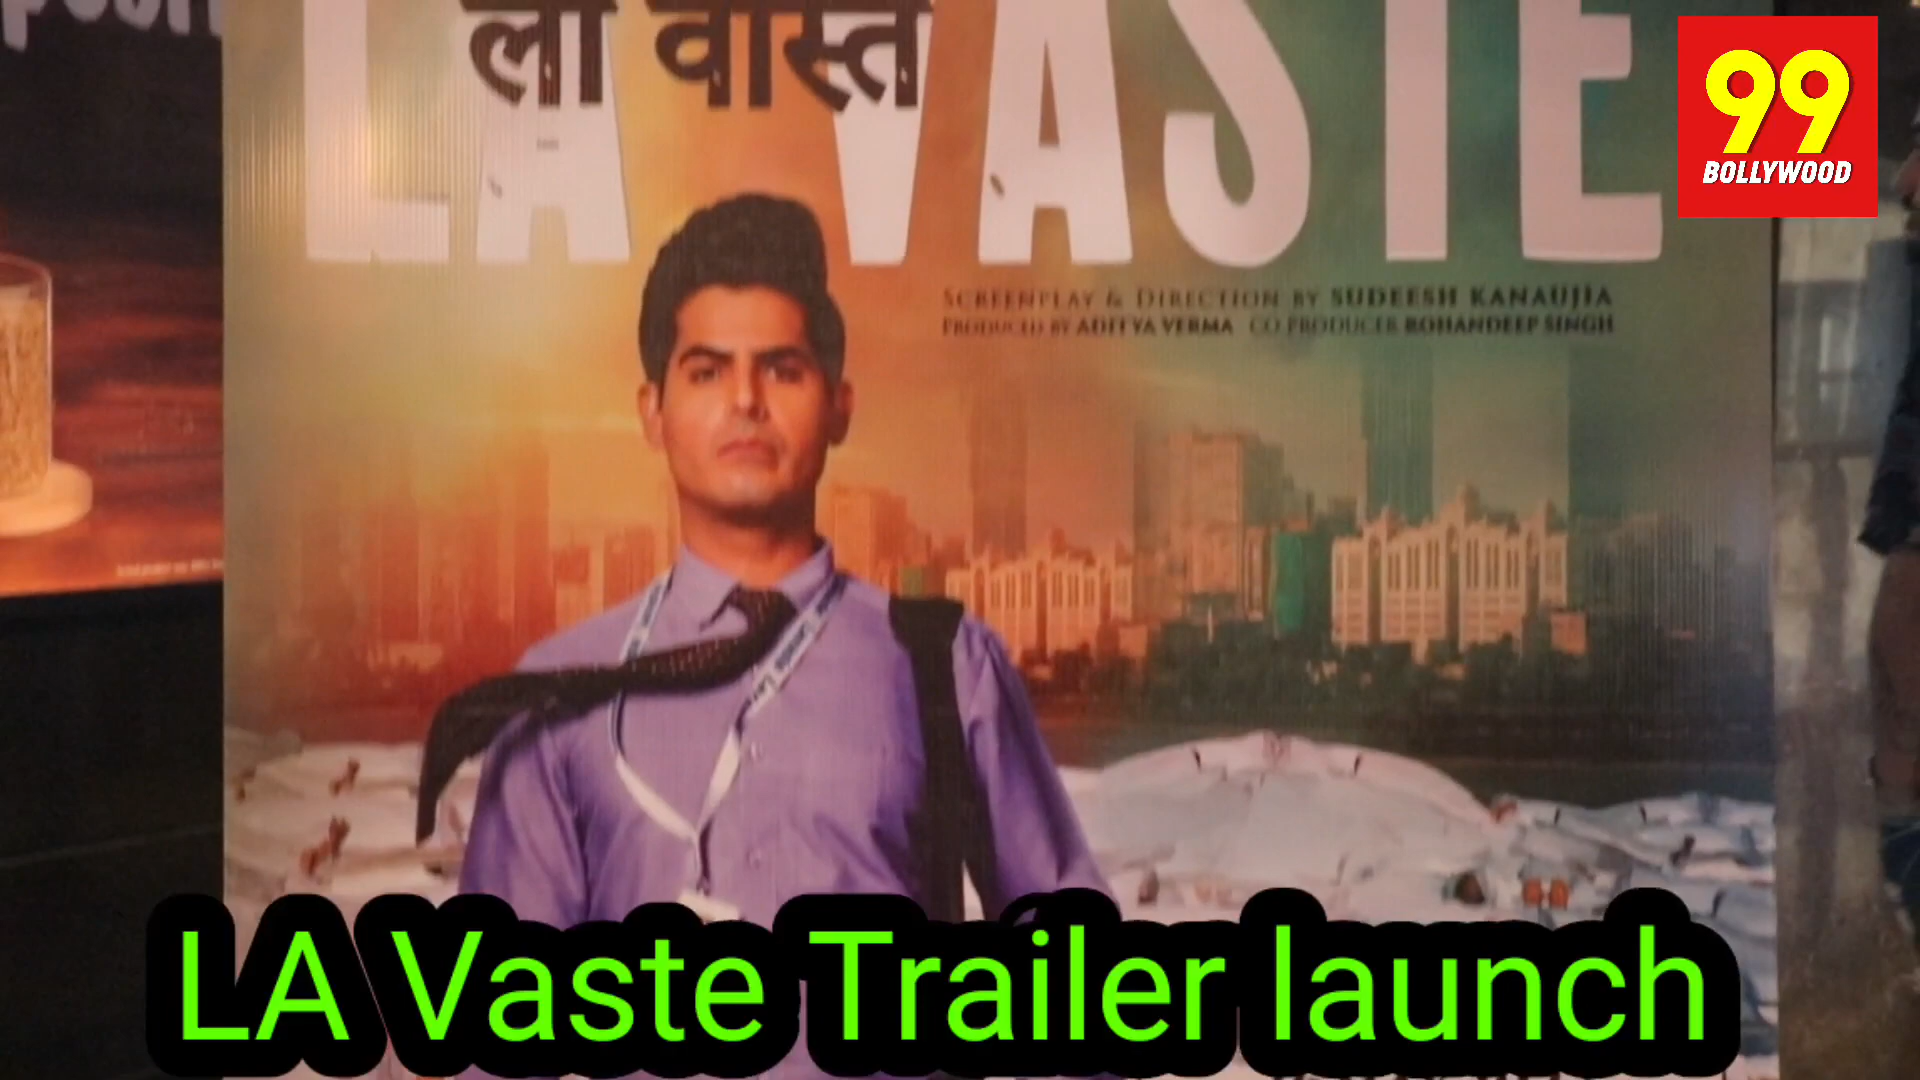 ला वास्ते
LA VASTE
99
BOLLYWOOD
SCREENPLAY & DIRECTION BY SUDEESH KANAUJIA
PRODUCED BY ADITYA VERMA CO PRODUCER ROHANDEEP SINGH
LA Vaste Trailer launch